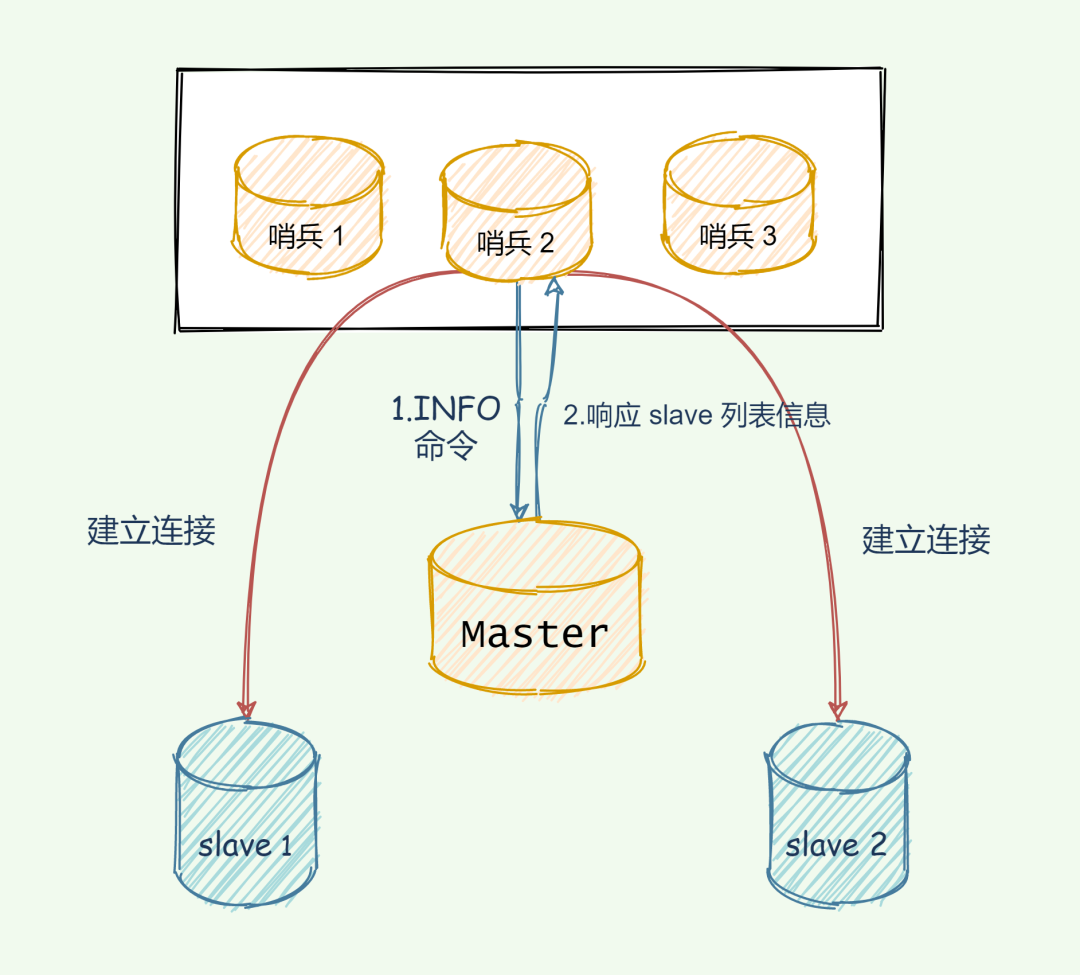 哨兵 1
哨兵 2
哨兵 3
1.INFO
命令
2.响应 slave 列表信息
建立连接
建立连接
Master
slave 1
slave 2